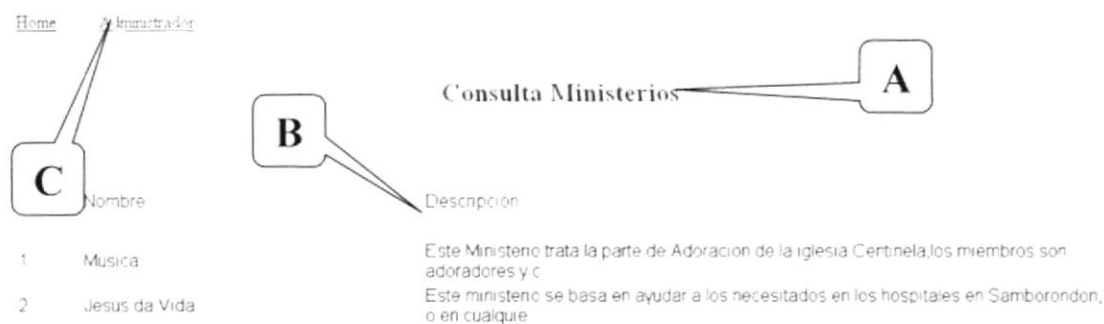 Home Administrador
Consulta Ministerios
A
B
C
Nombre Descripción
1 Musica Este Ministerio trata la parte de Adoracion de la iglesia Centinela,los miembros son
adoradores y c
2 Jesus da Vida Este ministerio se basa en ayudar a los necesitados en los hospitales en Samborondon,
o en cualquie